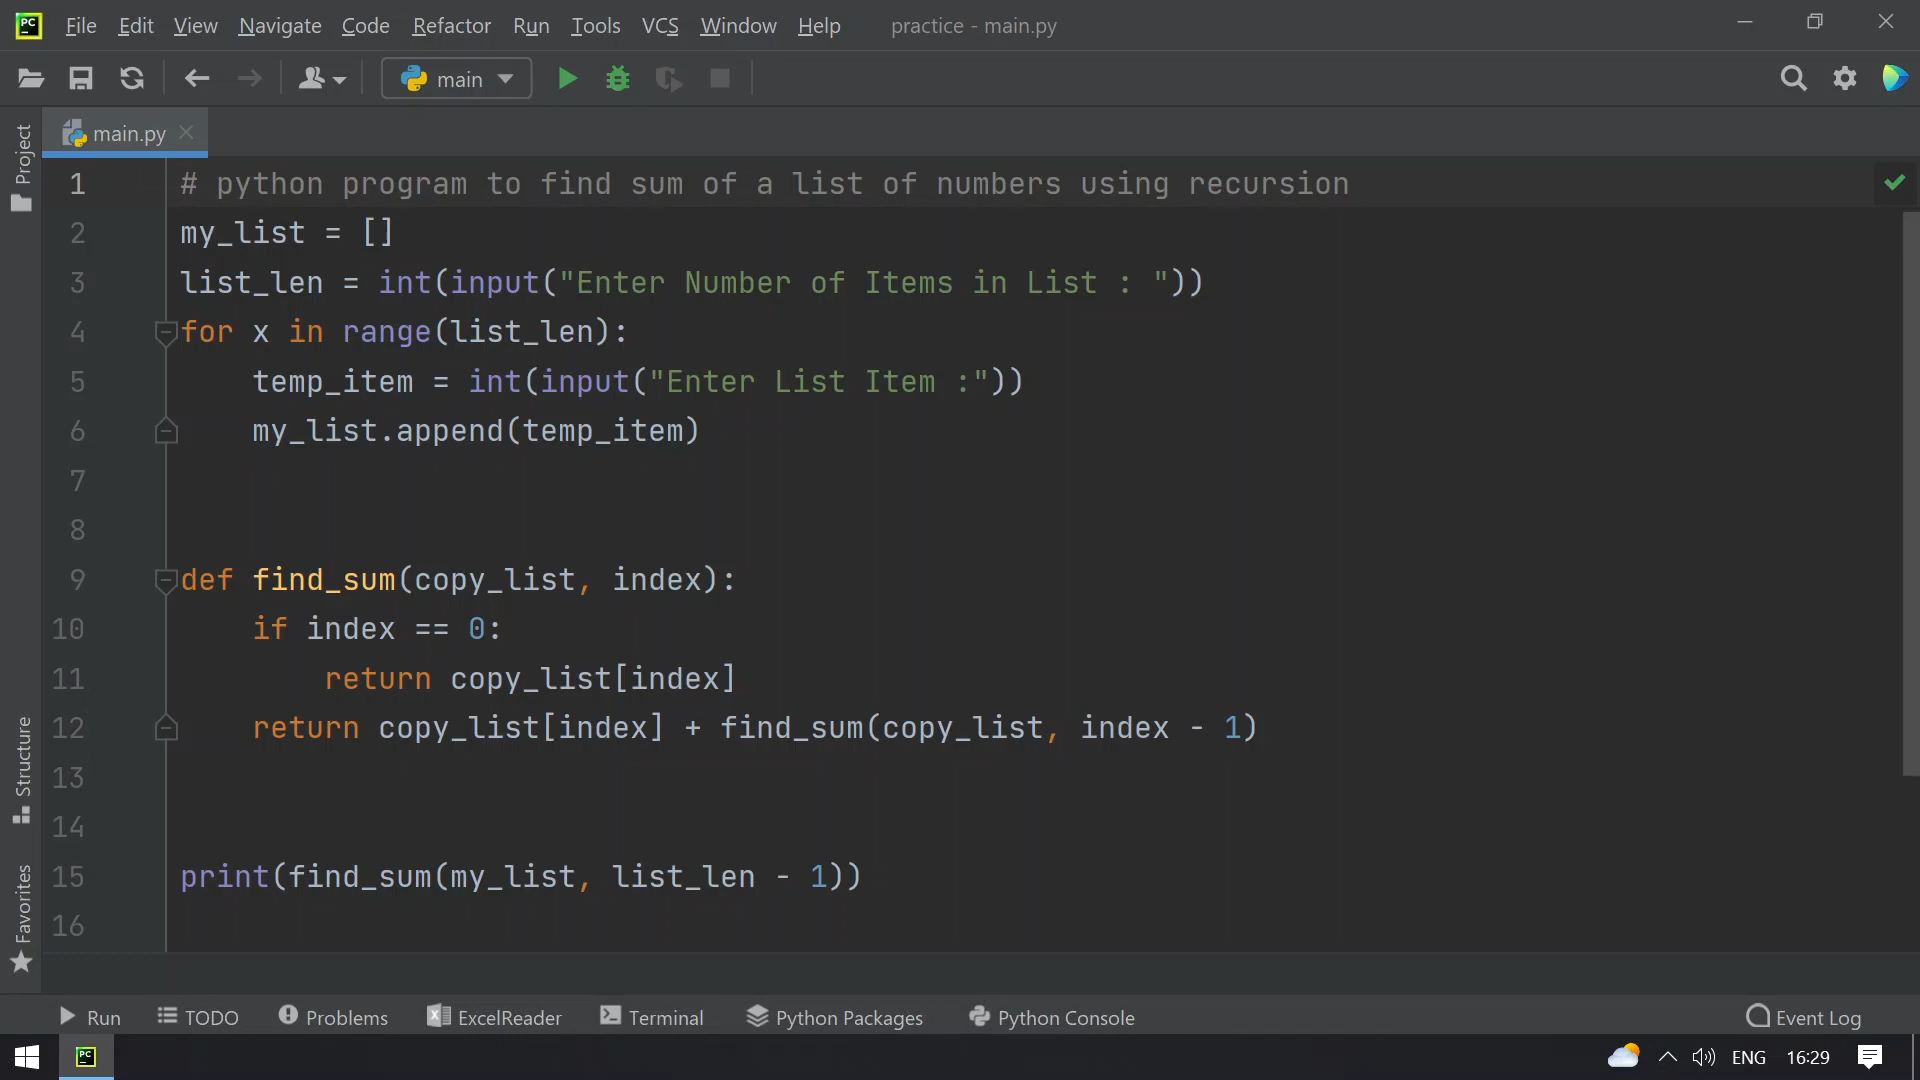 PC File Edit View Navigate Code Refactor Run Tools VCS Window Help practice - main.py
main
main.py
Project
1 # python program to find sum of a list of numbers using recursion
2 my_list = []
3 list_len = int(input("Enter Number of Items in List : "))
4 for x in range(list_len):
5     temp_item = int(input("Enter List Item :"))
6     my_list.append(temp_item)
7
8
9 def find_sum(copy_list, index):
10     if index == 0:
11         return copy_list[index]
12     return copy_list[index] + find_sum(copy_list, index - 1)
13
14
15 print(find_sum(my_list, list_len - 1))
16
Structure
Favorites
Run TODO Problems ExcelReader Terminal Python Packages Python Console Event Log
PC ENG 16:29